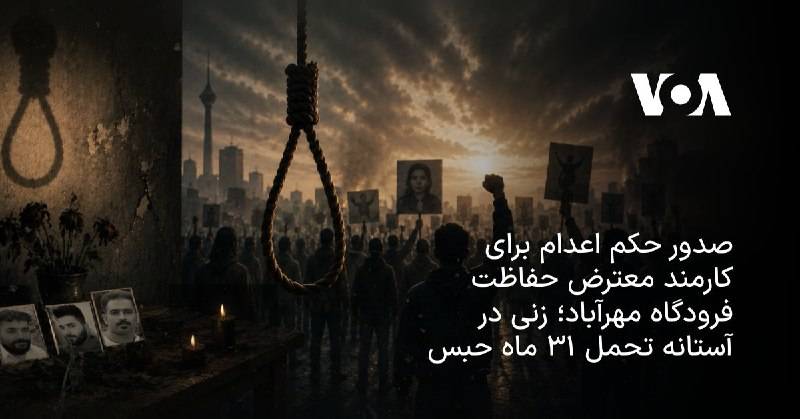 VOA
صدور حکم اعدام برای
کارمند معترض حفاظت
فرودگاه مهرآباد؛ زنی در
آستانه تحمل ۳۱ ماه حبس